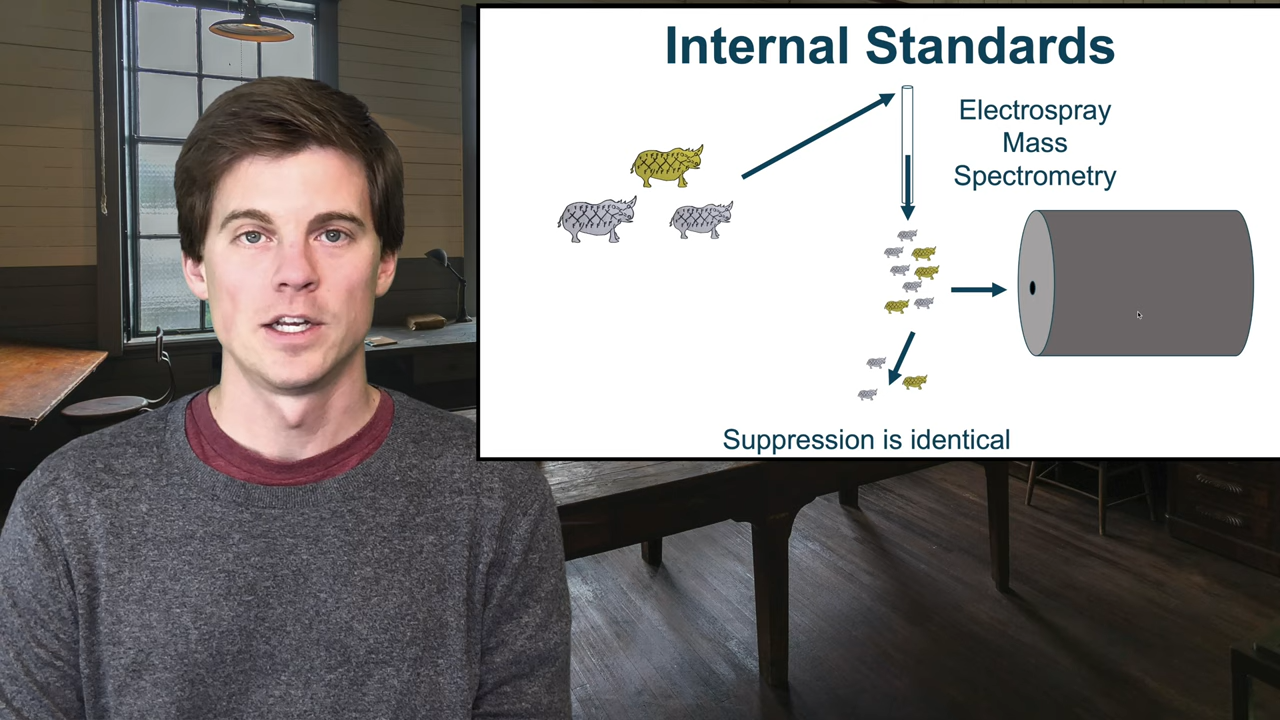 Internal Standards
Electrospray
Mass
Spectrometry
Suppression is identical